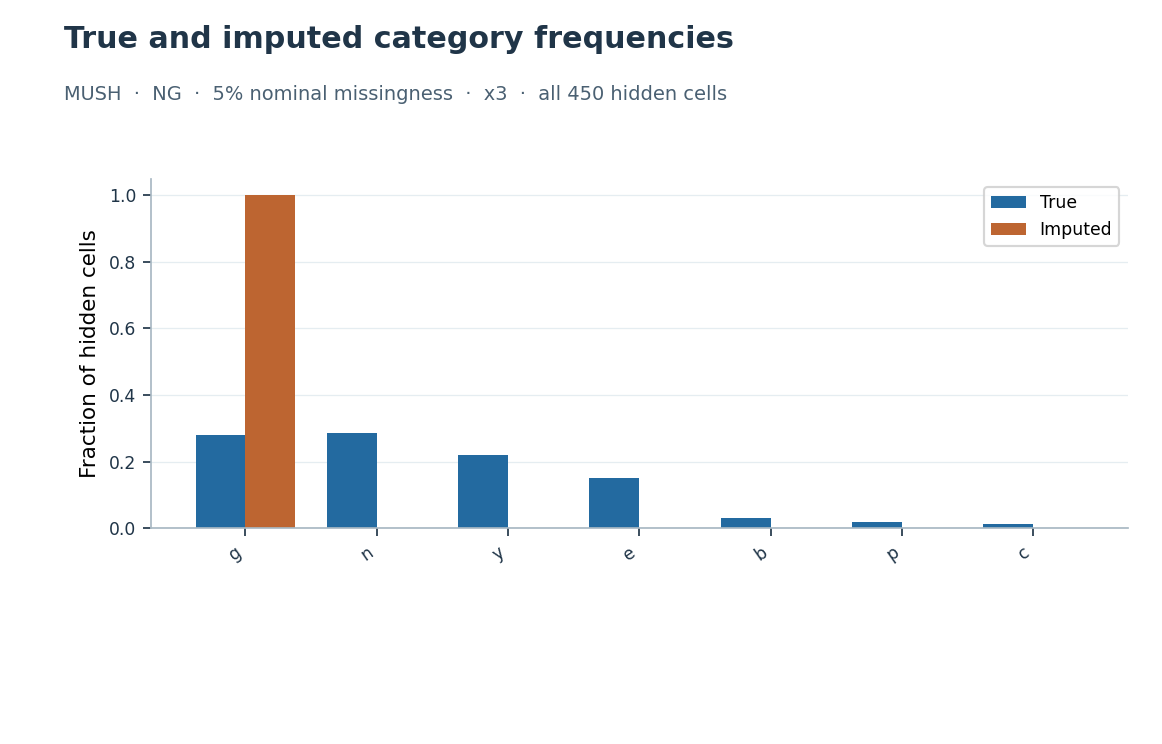 True and imputed category frequencies
MUSH · NG · 5% nominal missingness · x3 · all 450 hidden cells
Fraction of hidden cells
1.0
0.8
0.6
0.4
0.2
0.0
True
Imputed
g
n
y
e
b
p
c